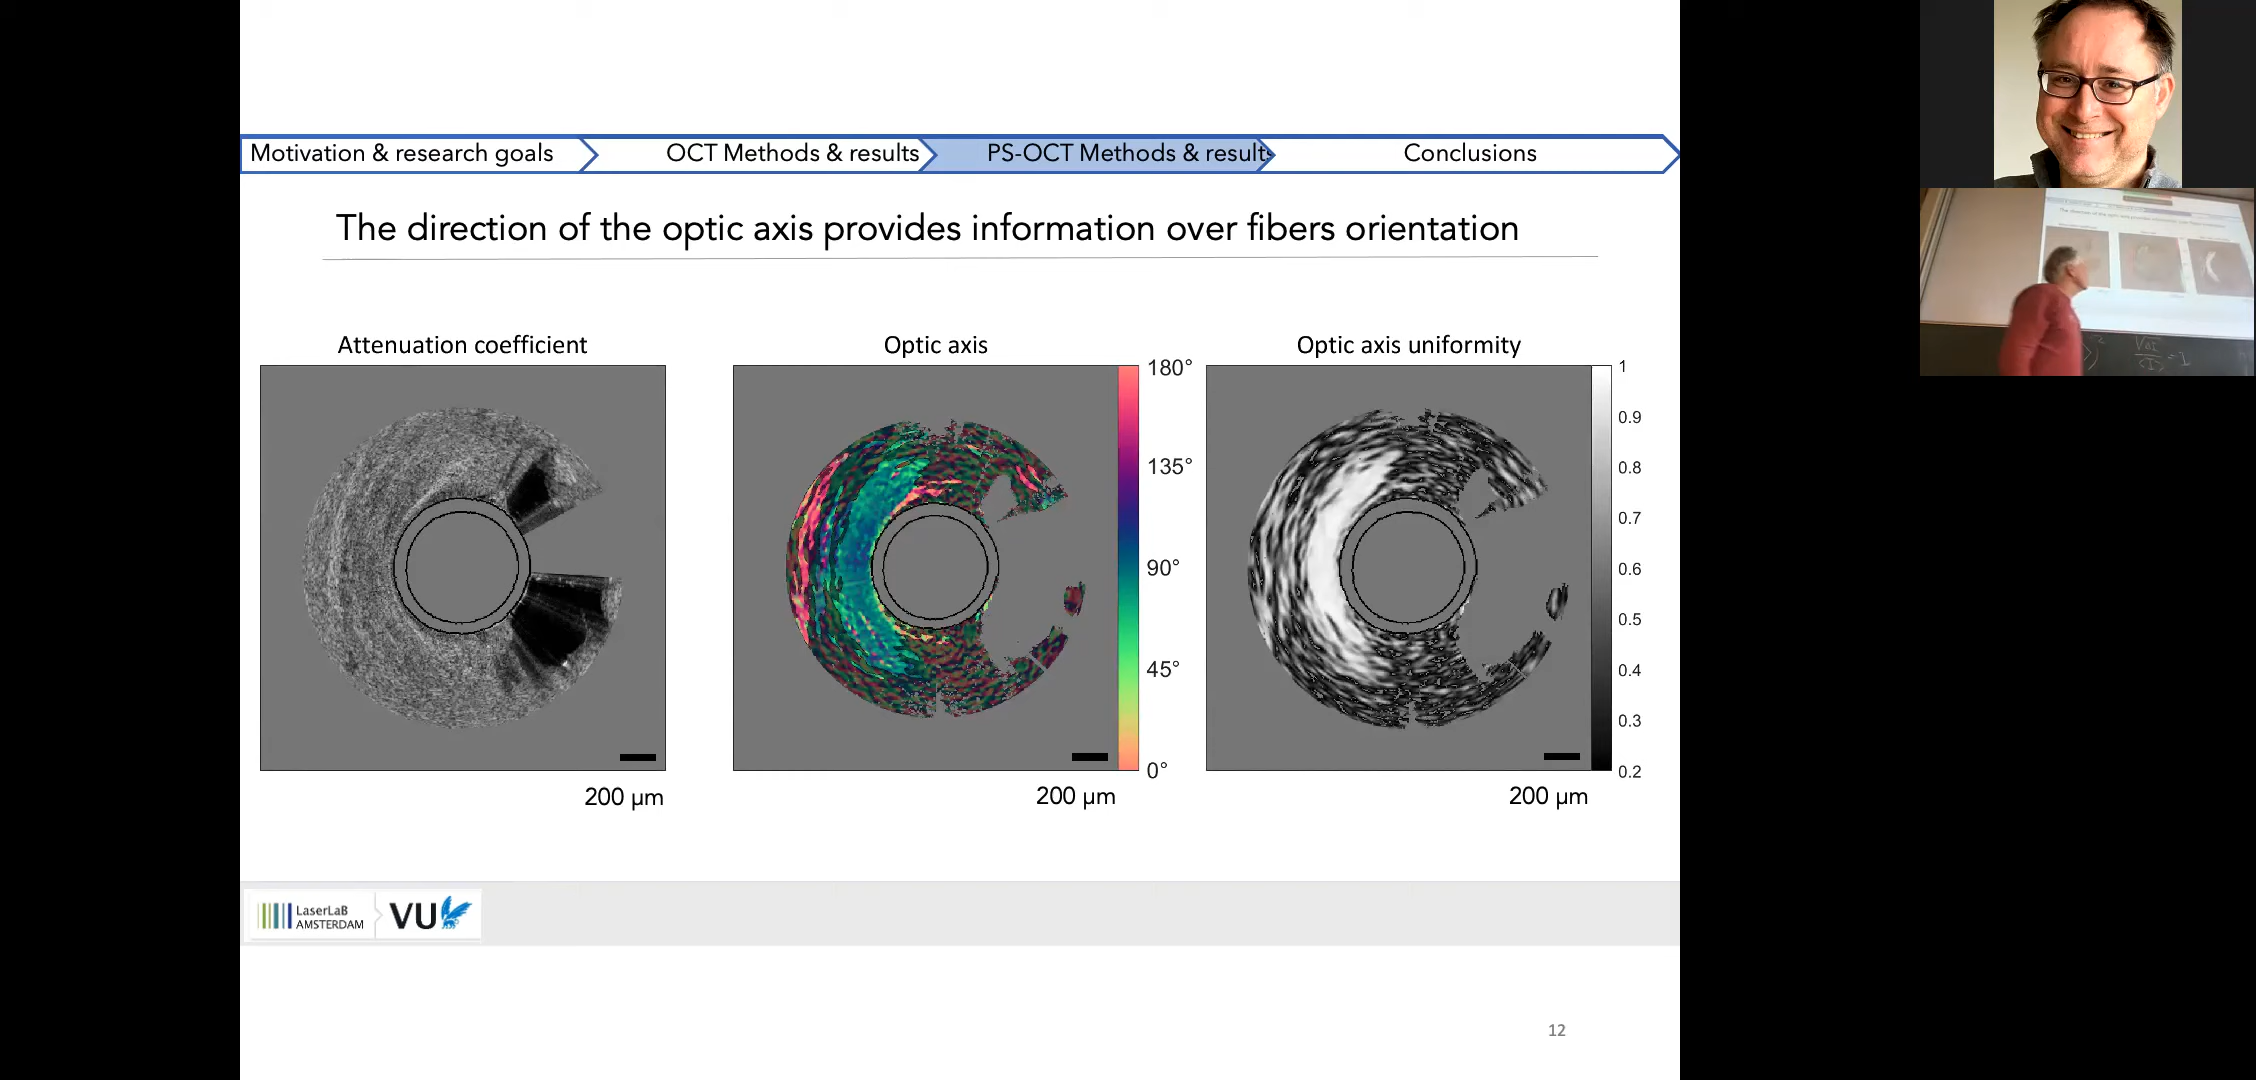 Motivation & research goals
OCT Methods & results
PS-OCT Methods & results
Conclusions
The direction of the optic axis provides information over fibers orientation
Attenuation coefficient
200 µm
Optic axis
180°
135°
90°
45°
0°
200 µm
Optic axis uniformity
1
0.9
0.8
0.7
0.6
0.5
0.4
0.3
0.2
200 µm
LaserLaB
AMSTERDAM
VU
12